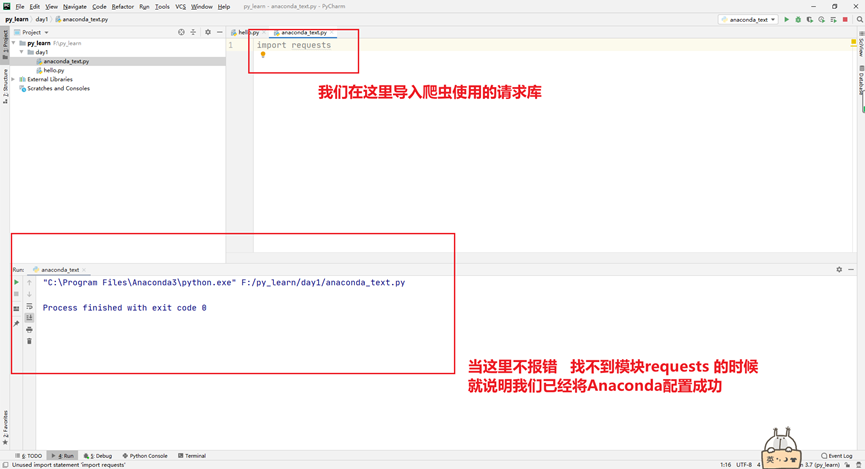 File Edit View Navigate Code Refactor Run Tools VCS Window Help py_learn - anaconda_text.py - PyCharm
py_learn day1 anaconda_text.py anaconda_text
1: Project
Project
hello.py anaconda_text.py
py_learn F:\py_learn
day1
anaconda_text.py
hello.py
External Libraries
Scratches and Consoles
1 import requests
我们在这里导入爬虫使用的请求库
SciView
Database
2: Structure
Run: anaconda_text
"C:\Program Files\Anaconda3\python.exe" F:/py_learn/day1/anaconda_text.py
Process finished with exit code 0
当这里不报错 找不到模块requests 的时候
就说明我们已经将Anaconda配置成功
2: Favorites
英
TODO 4: Run 5: Debug Python Console Terminal Event Log
Unused import statement 'import requests' 1:16 UTF-8 4 n 3.7 (py_learn)